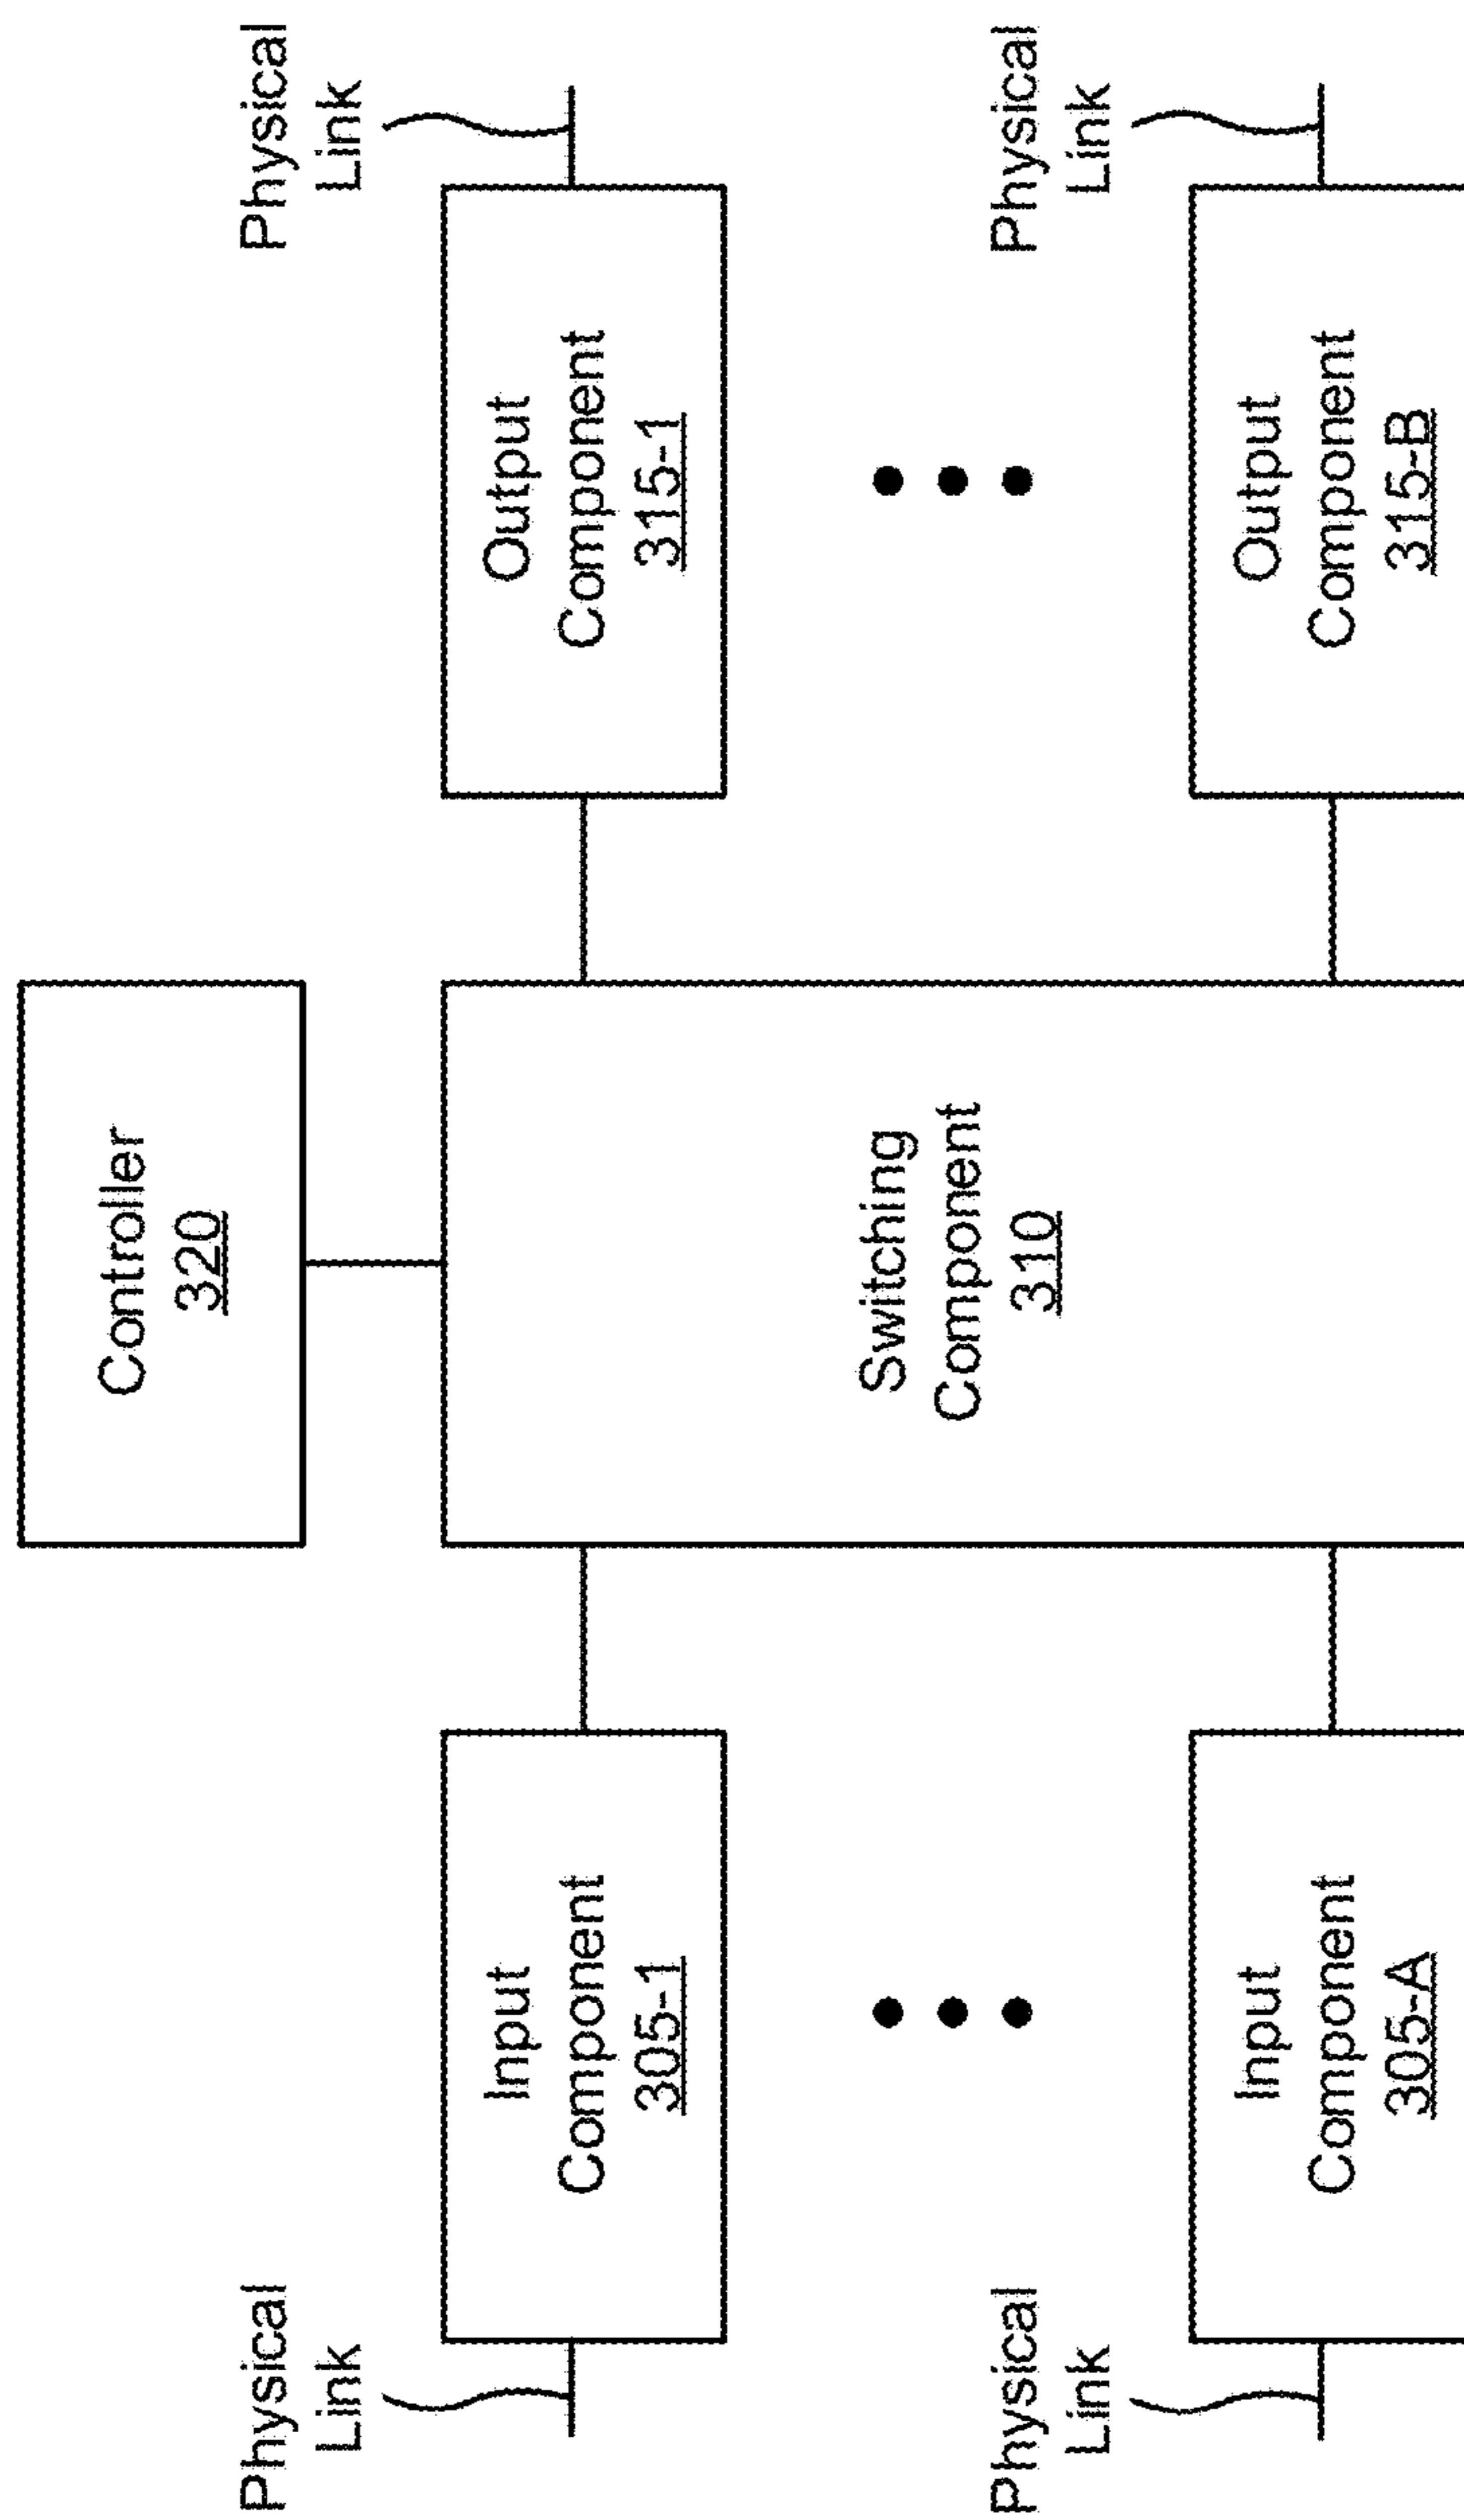 Controller
320
Physical
Link
Input
Component
305-1
Switching
Component
310
Output
Component
315-1
Physical
Link
Physical
Link
Input
Component
305-A
Output
Component
315-B
Physical
Link